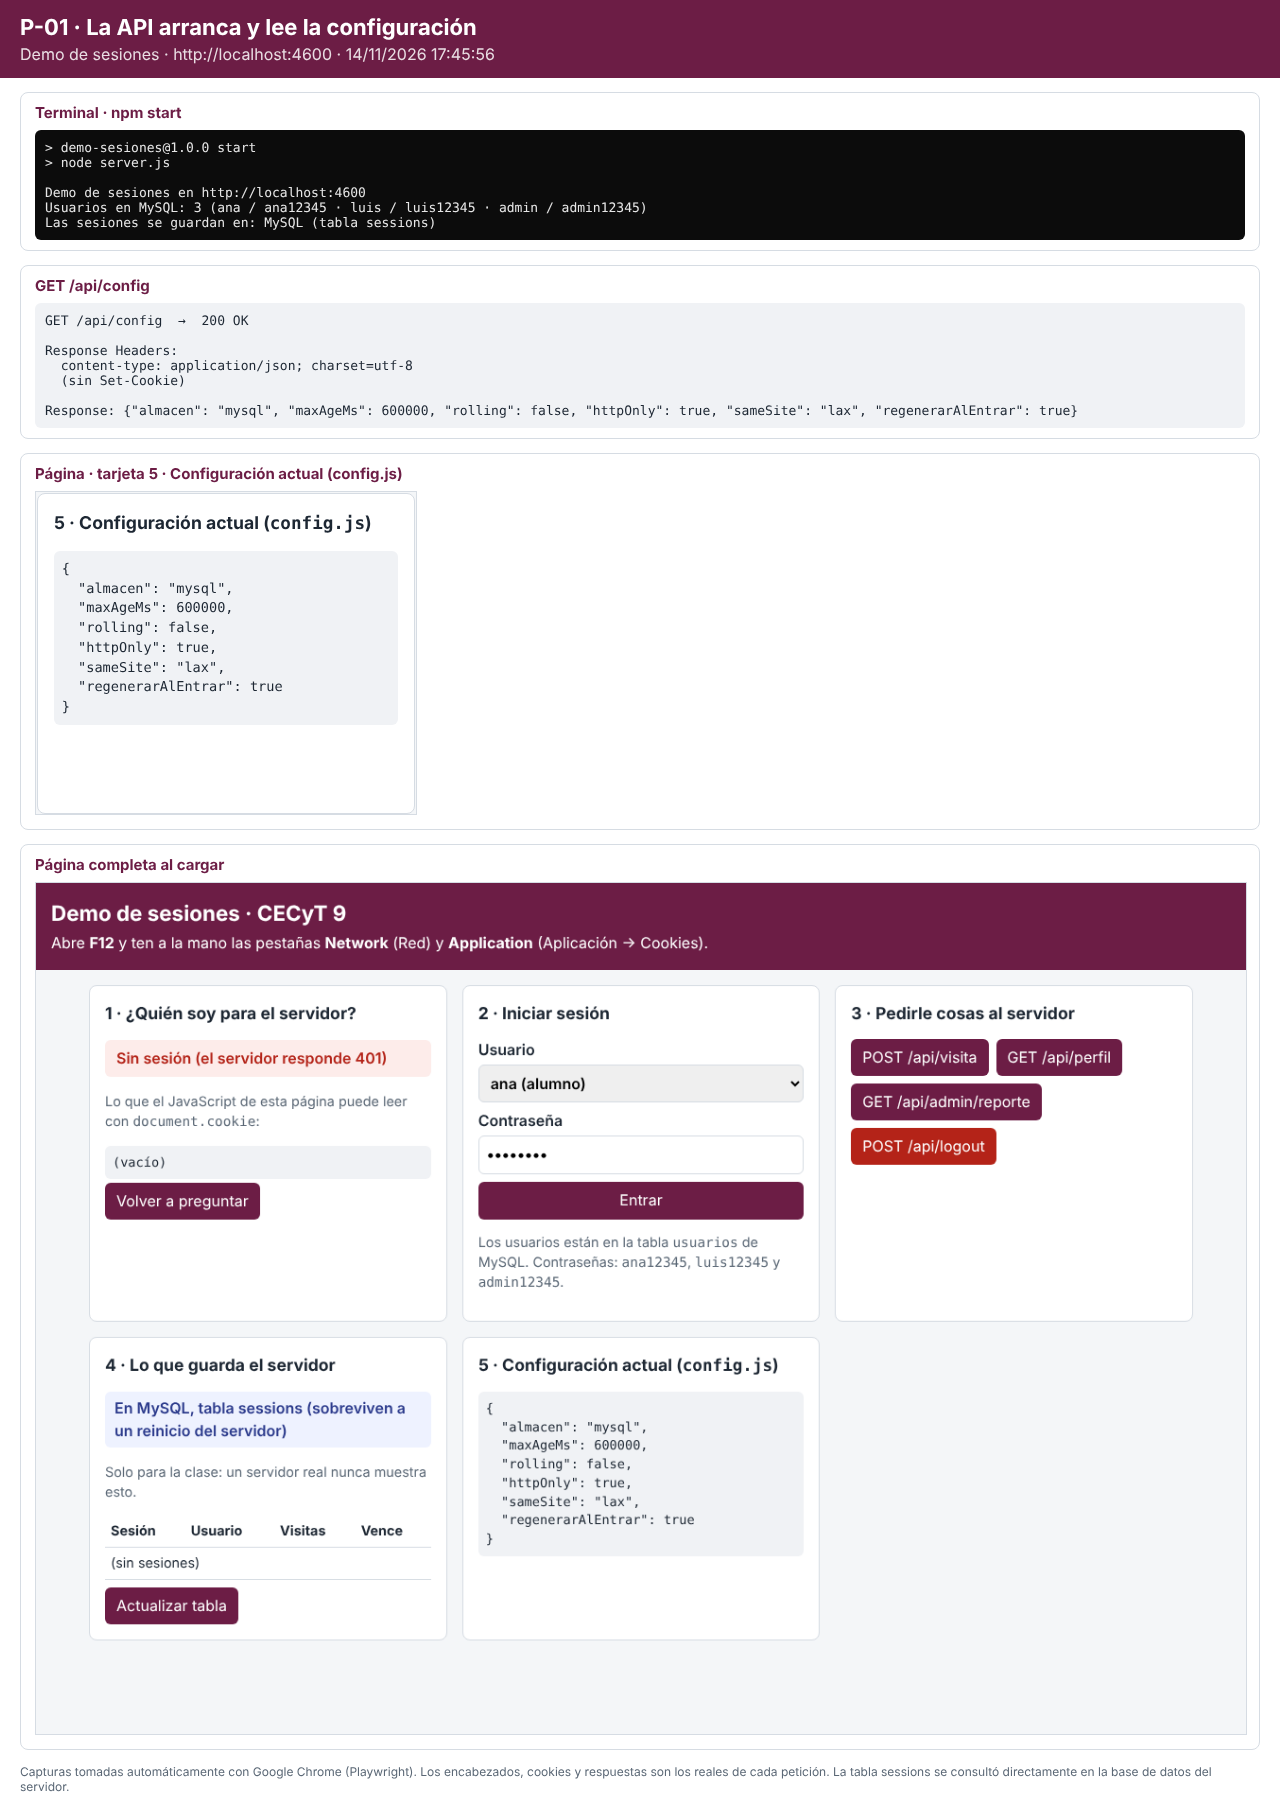 P-01 · La API arranca y lee la configuración
Demo de sesiones · http://localhost:4600 · 14/11/2026 17:45:56
Terminal · npm start
> demo-sesiones@1.0.0 start
> node server.js
Demo de sesiones en http://localhost:4600
Usuarios en MySQL: 3 (ana / ana12345 · luis / luis12345 · admin / admin12345)
Las sesiones se guardan en: MySQL (tabla sessions)
GET /api/config
GET /api/config  →  200 OK
Response Headers:
  content-type: application/json; charset=utf-8
  (sin Set-Cookie)
Response: {"almacen": "mysql", "maxAgeMs": 600000, "rolling": false, "httpOnly": true, "sameSite": "lax", "regenerarAlEntrar": true}
Página · tarjeta 5 · Configuración actual (config.js)
5 · Configuración actual (config.js)
{
  "almacen": "mysql",
  "maxAgeMs": 600000,
  "rolling": false,
  "httpOnly": true,
  "sameSite": "lax",
  "regenerarAlEntrar": true
}
Página completa al cargar
Demo de sesiones · CECyT 9
Abre F12 y ten a la mano las pestañas Network (Red) y Application (Aplicación → Cookies).
1 · ¿Quién soy para el servidor?
Sin sesión (el servidor responde 401)
Lo que el JavaScript de esta página puede leer
con document.cookie:
(vacío)
Volver a preguntar
2 · Iniciar sesión
Usuario
ana (alumno)
Contraseña
••••••••
Entrar
Los usuarios están en la tabla usuarios de
MySQL. Contraseñas: ana12345, luis12345 y
admin12345.
3 · Pedirle cosas al servidor
POST /api/visita
GET /api/perfil
GET /api/admin/reporte
POST /api/logout
4 · Lo que guarda el servidor
En MySQL, tabla sessions (sobreviven a
un reinicio del servidor)
Solo para la clase: un servidor real nunca muestra
esto.
Sesión Usuario Visitas Vence
(sin sesiones)
Actualizar tabla
5 · Configuración actual (config.js)
{
  "almacen": "mysql",
  "maxAgeMs": 600000,
  "rolling": false,
  "httpOnly": true,
  "sameSite": "lax",
  "regenerarAlEntrar": true
}
Capturas tomadas automáticamente con Google Chrome (Playwright). Los encabezados, cookies y respuestas son los reales de cada petición. La tabla sessions se consultó directamente en la base de datos del
servidor.